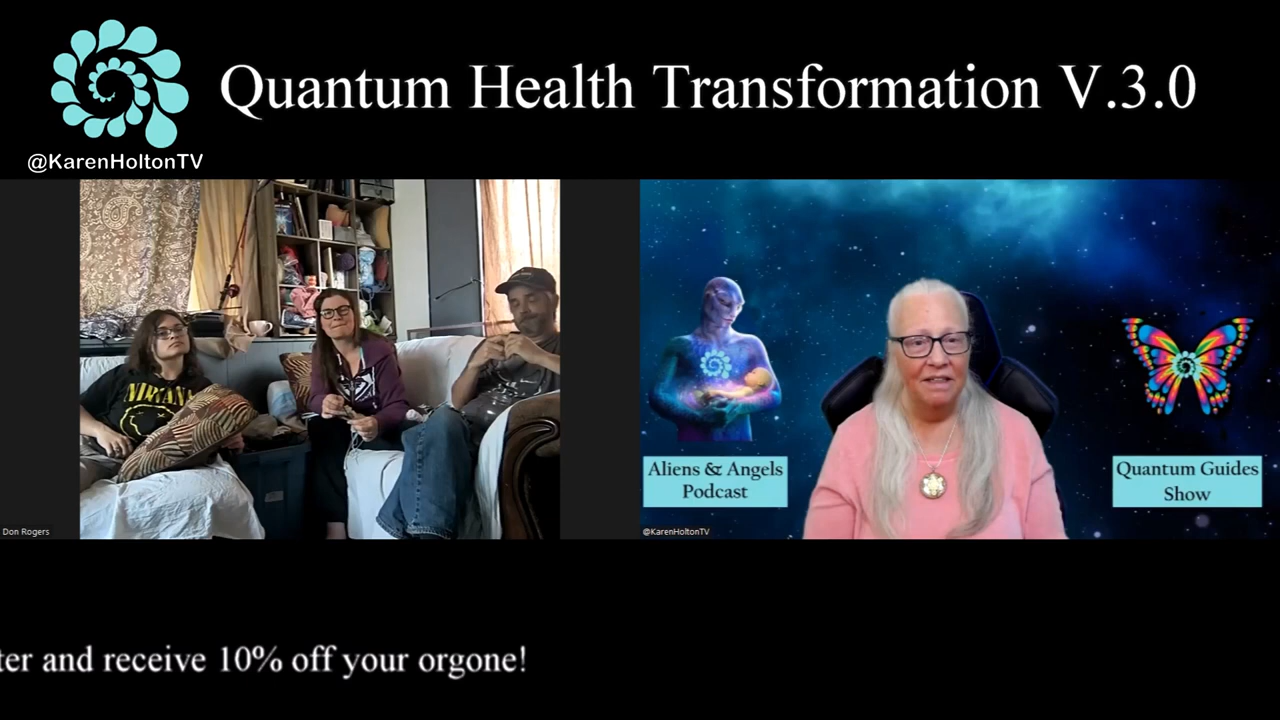 Quantum Health Transformation V.3.0
@KarenHoltonTV
NIRVANA
Aliens & Angels
Podcast
Quantum Guides
Show
Don Rogers
@KarenHoltonTV
ter and receive 10% off your orgone!